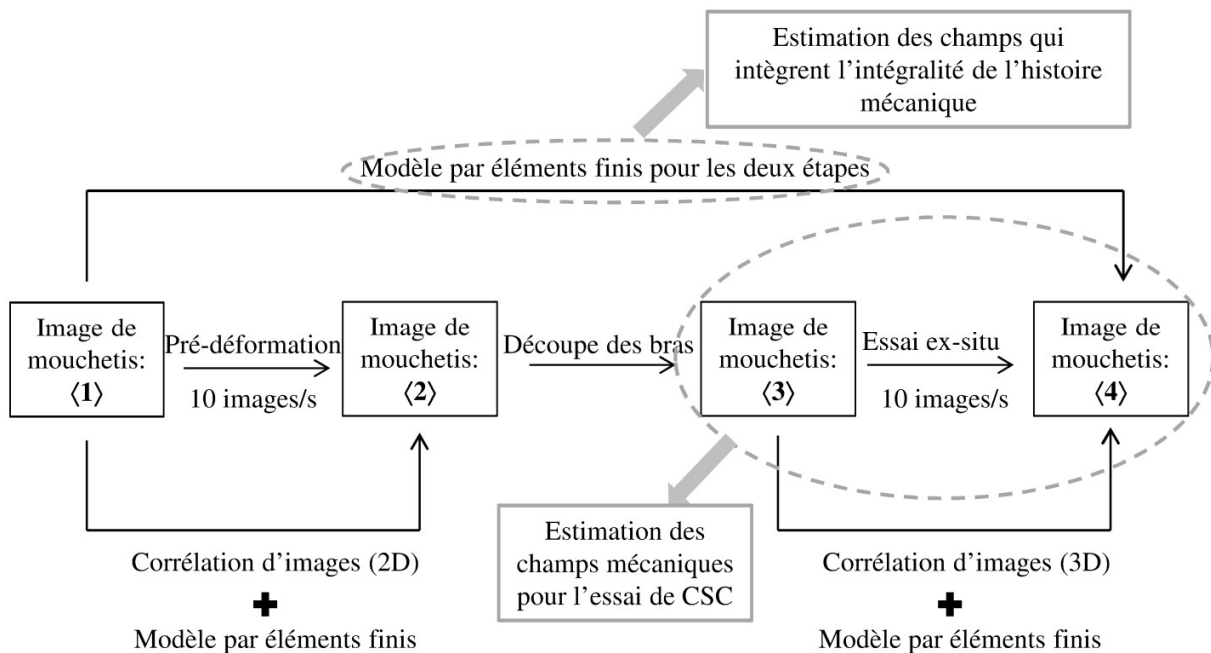 Estimation des champs qui
intègrent l'intégralité de l'histoire
mécanique
Modèle par éléments finis pour les deux étapes
Image de
mouchetis:
⟨1⟩
Pré-déformation
10 images/s
Image de
mouchetis:
⟨2⟩
Découpe des bras
Image de
mouchetis:
⟨3⟩
Essai ex-situ
10 images/s
Image de
mouchetis:
⟨4⟩
Corrélation d'images (2D)
+
Modèle par éléments finis
Estimation des
champs mécaniques
pour l'essai de CSC
Corrélation d'images (3D)
+
Modèle par éléments finis